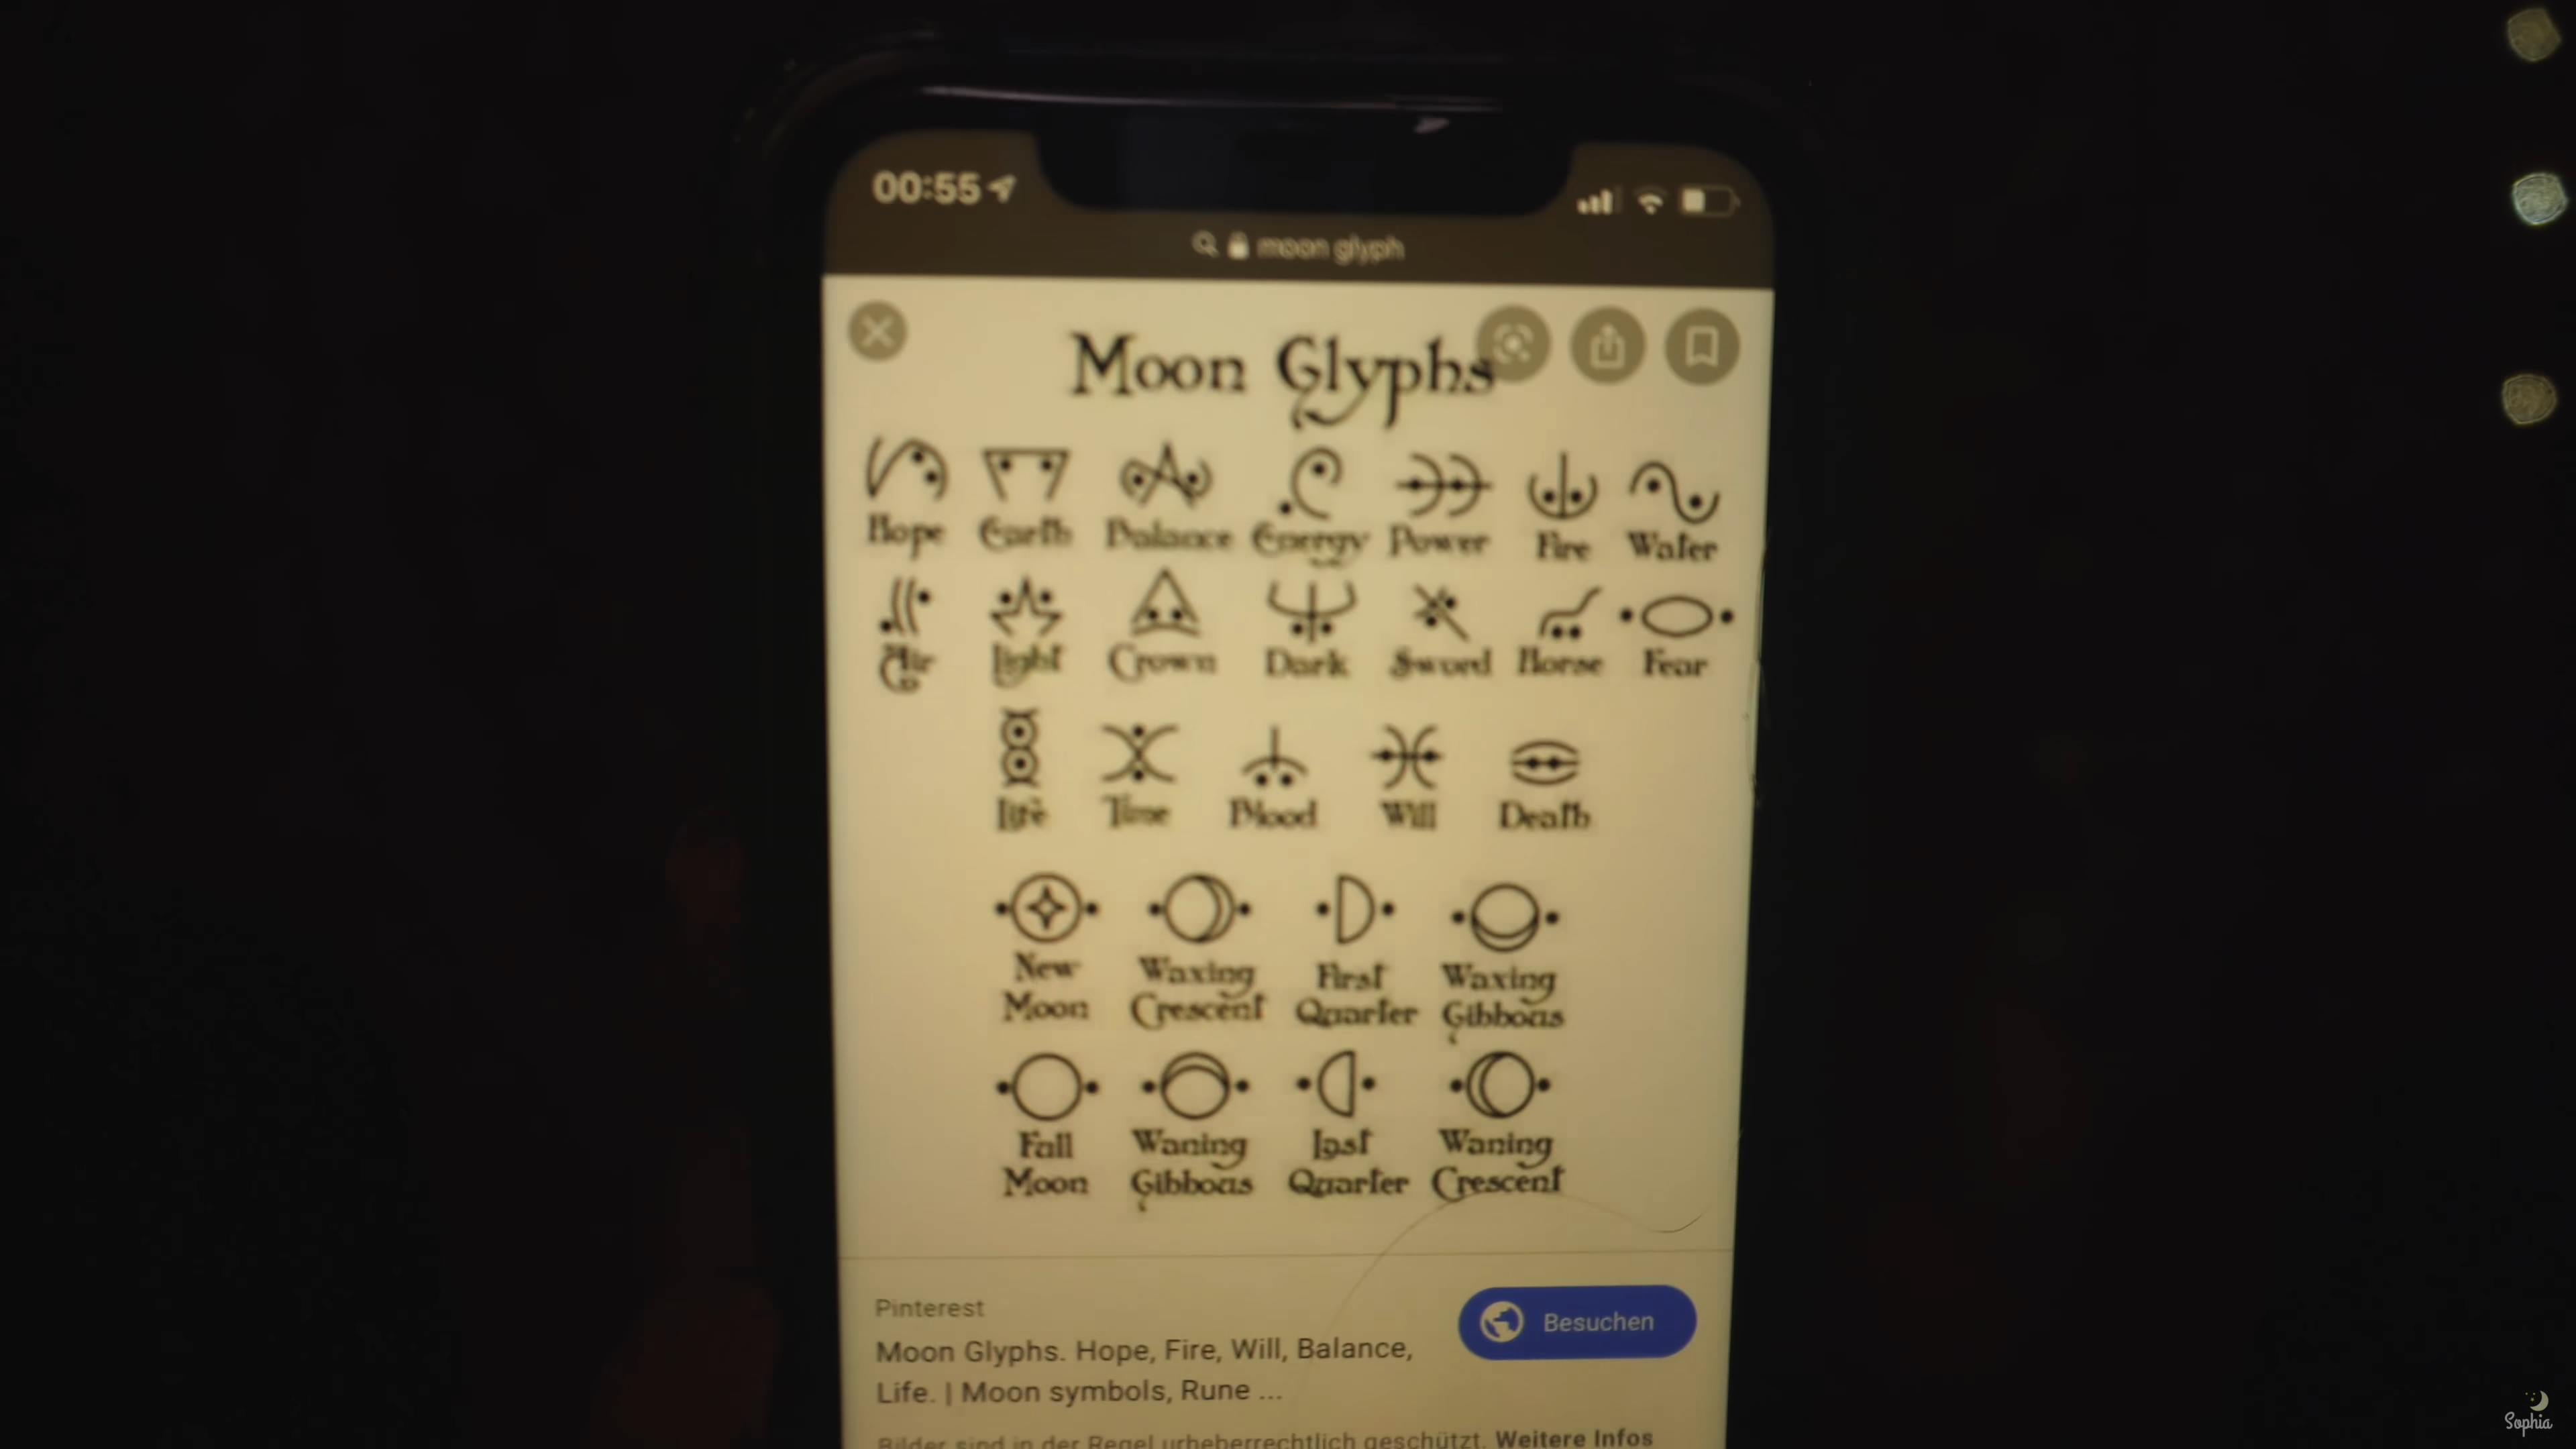 00:55
moon glyph
Moon Glyphs
Hope Earth Balance Energy Power Fire Water
Air Light Crown Dark Sword Horse Fear
Life Time Blood Will Death
New Waxing First Waxing
Moon Crescent Quarter Gibbous
Full Waning Last Waning
Moon Gibbous Quarter Crescent
Pinterest
Besuchen
Moon Glyphs. Hope, Fire, Will, Balance,
Life. | Moon symbols, Rune ...
Bilder sind in der Regel urheberrechtlich geschützt. Weitere Infos
Sophia